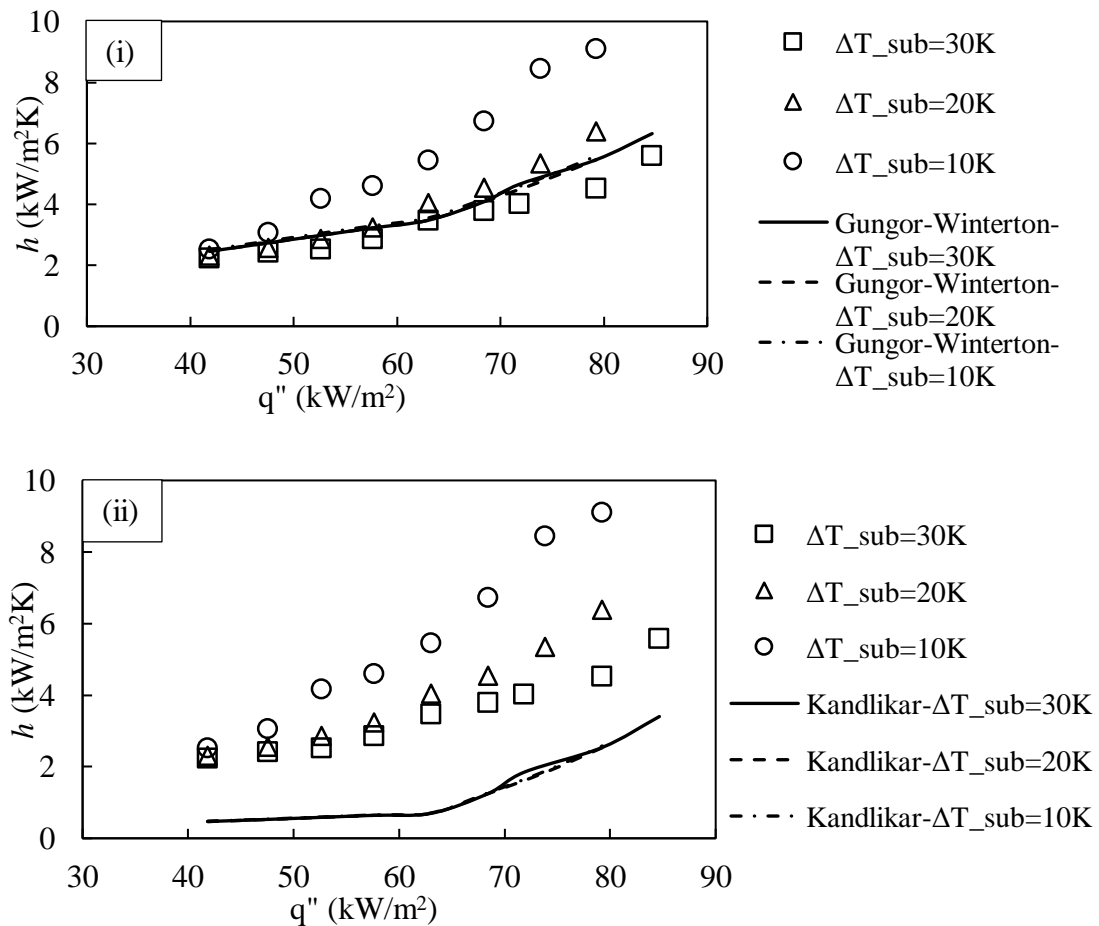 (i)
10
8
6
4
2
0
h (kW/m²K)
30 40 50 60 70 80 90
q" (kW/m²)
ΔT_sub=30K
ΔT_sub=20K
ΔT_sub=10K
Gungor-Winterton-
ΔT_sub=30K
Gungor-Winterton-
ΔT_sub=20K
Gungor-Winterton-
ΔT_sub=10K
(ii)
10
8
6
4
2
0
h (kW/m²K)
30 40 50 60 70 80 90
q" (kW/m²)
ΔT_sub=30K
ΔT_sub=20K
ΔT_sub=10K
Kandlikar-ΔT_sub=30K
Kandlikar-ΔT_sub=20K
Kandlikar-ΔT_sub=10K